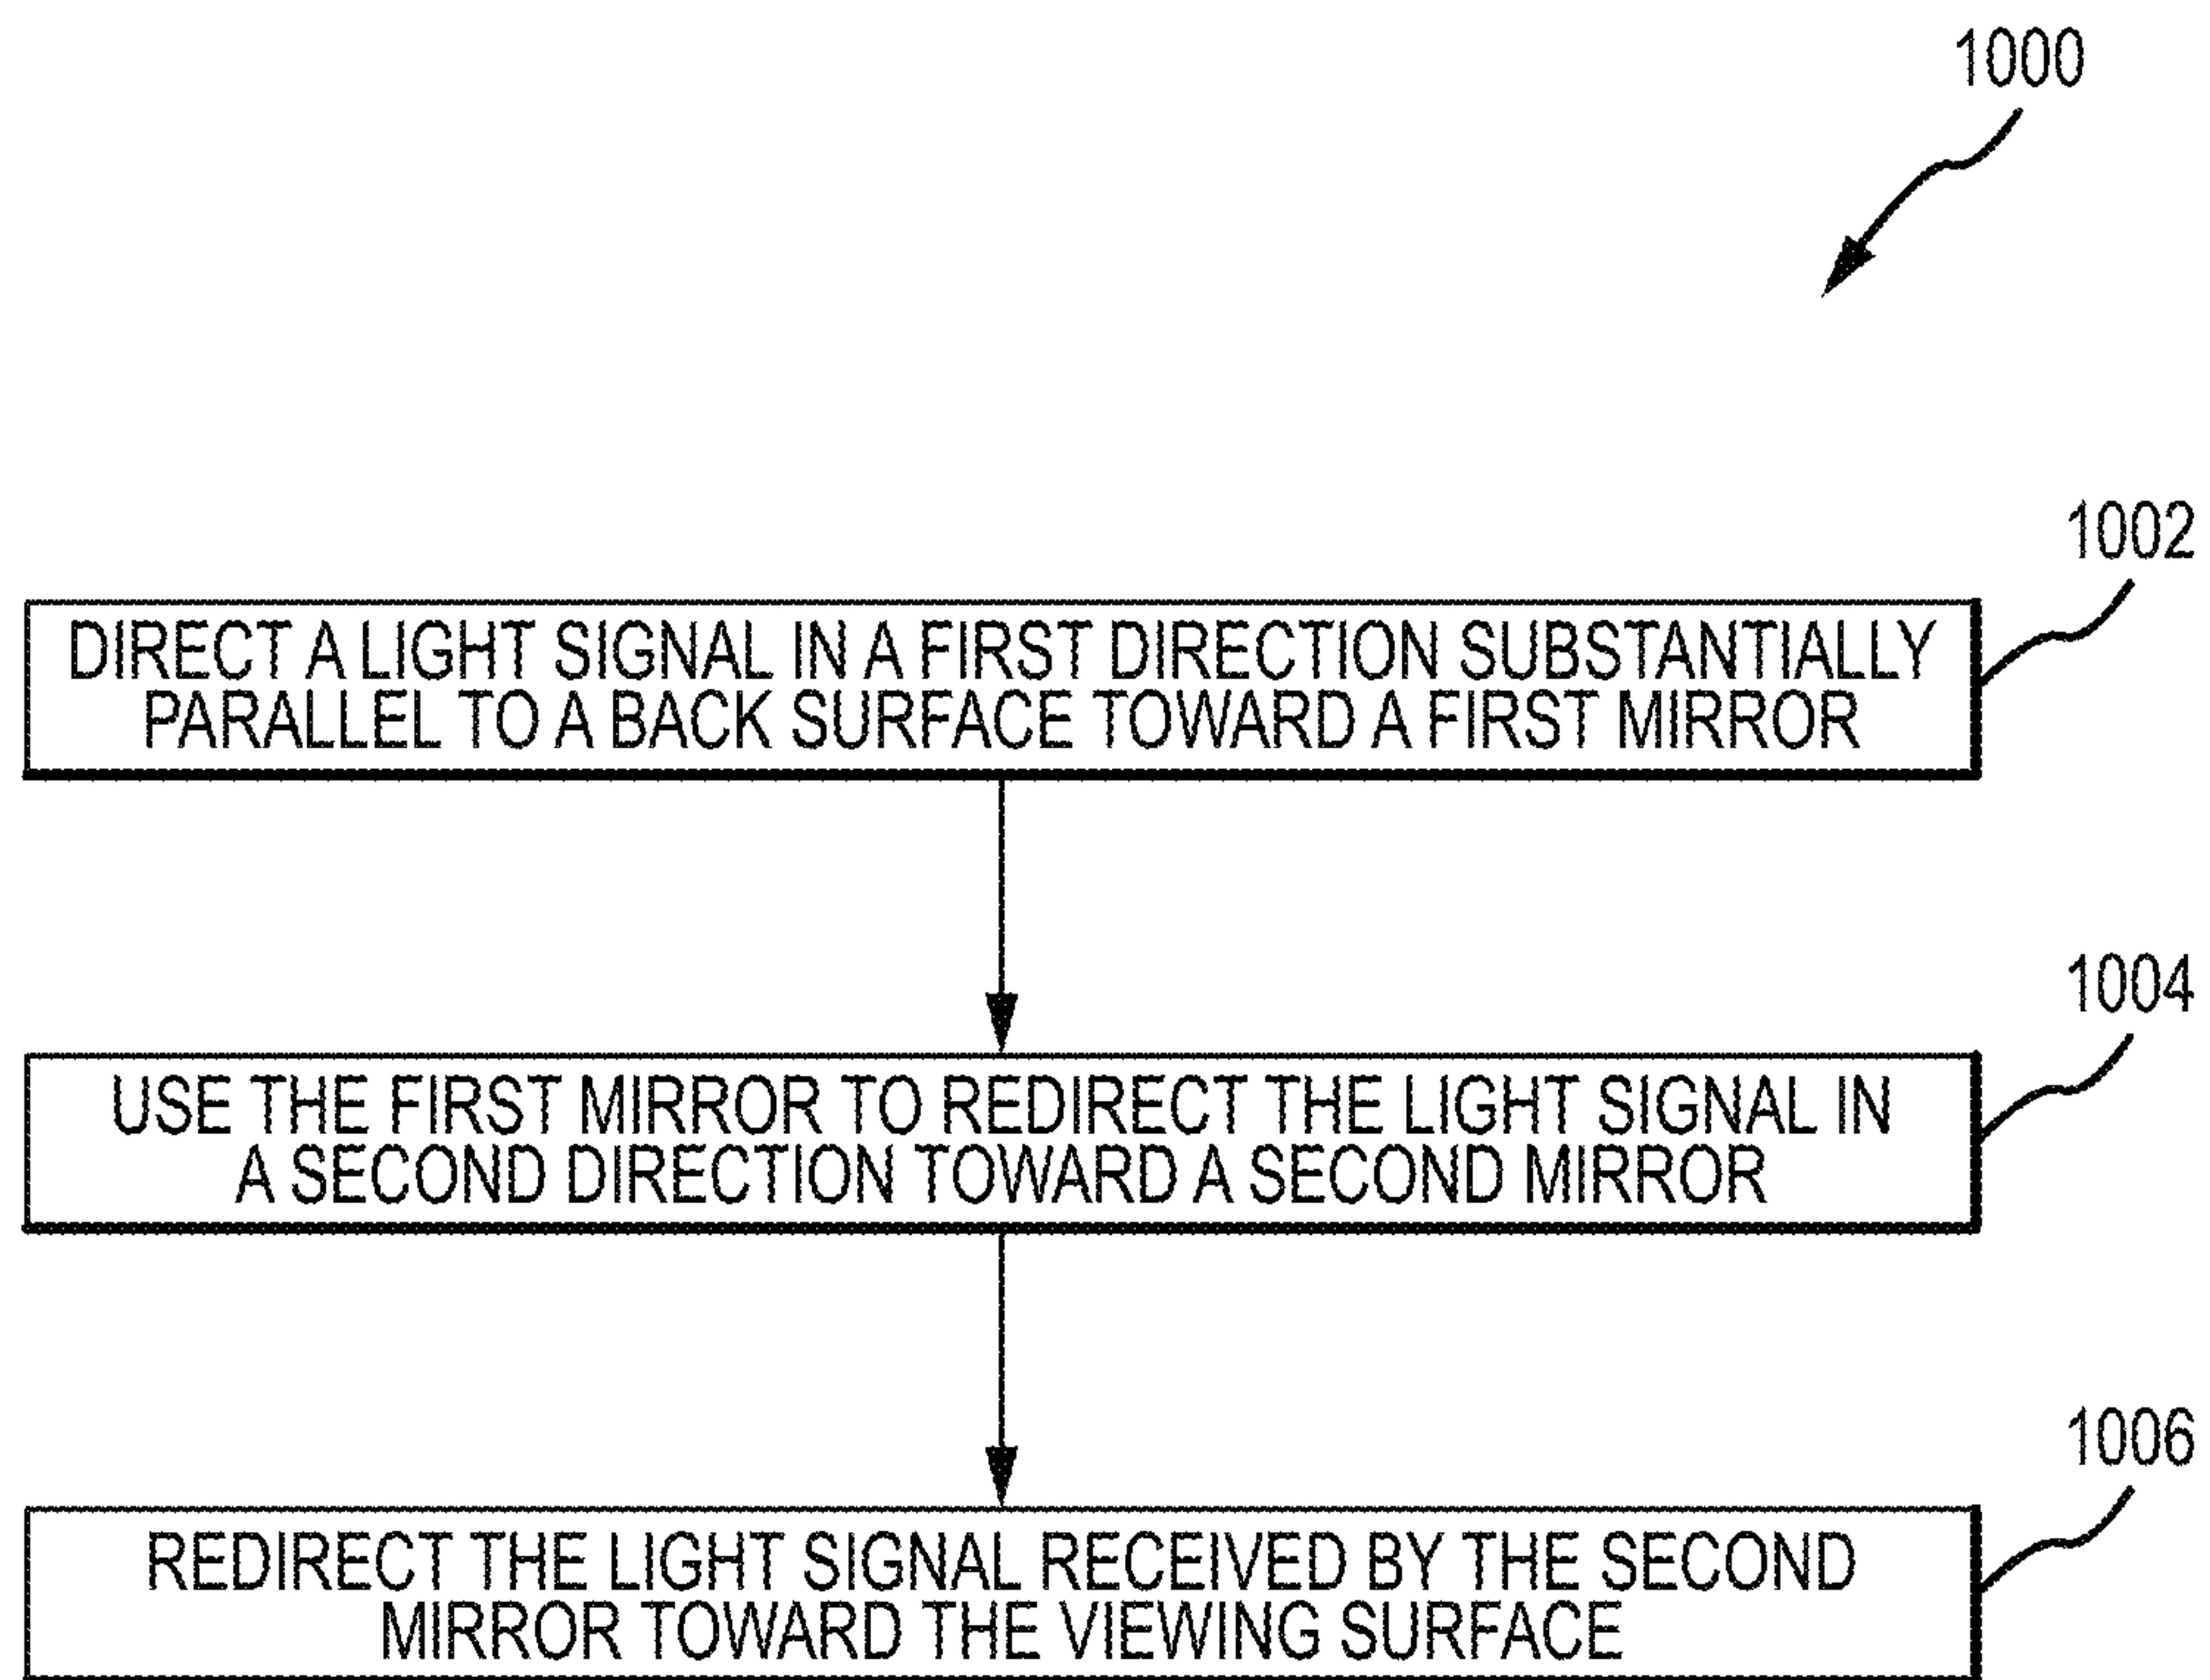 1000
1002
DIRECT A LIGHT SIGNAL IN A FIRST DIRECTION SUBSTANTIALLY
PARALLEL TO A BACK SURFACE TOWARD A FIRST MIRROR
1004
USE THE FIRST MIRROR TO REDIRECT THE LIGHT SIGNAL IN
A SECOND DIRECTION TOWARD A SECOND MIRROR
1006
REDIRECT THE LIGHT SIGNAL RECEIVED BY THE SECOND
MIRROR TOWARD THE VIEWING SURFACE